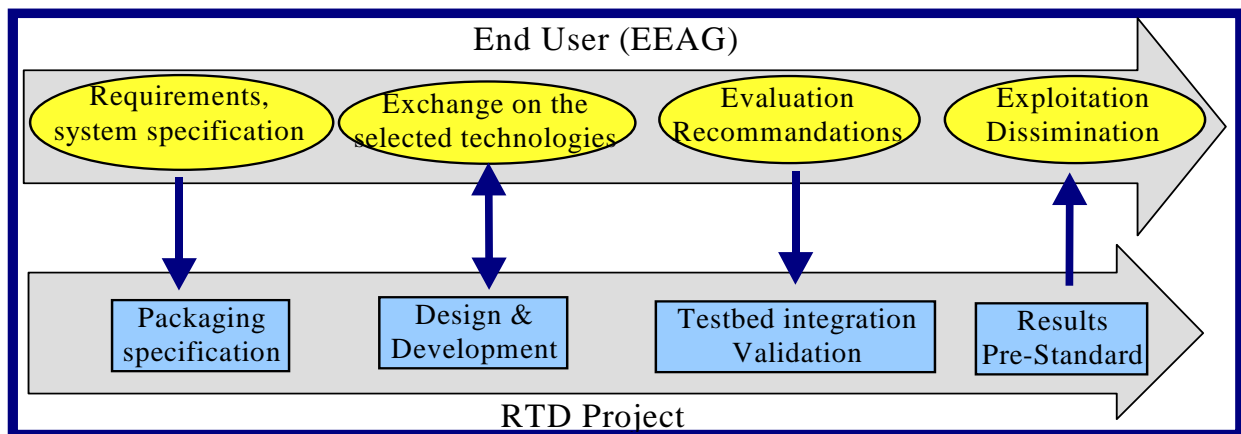 End User (EEAG)
Requirements,
system specification
Exchange on the
selected technologies
Evaluation
Recommandations
Exploitation
Dissimination
Packaging
specification
Design &
Development
Testbed integration
Validation
Results
Pre-Standard
RTD Project